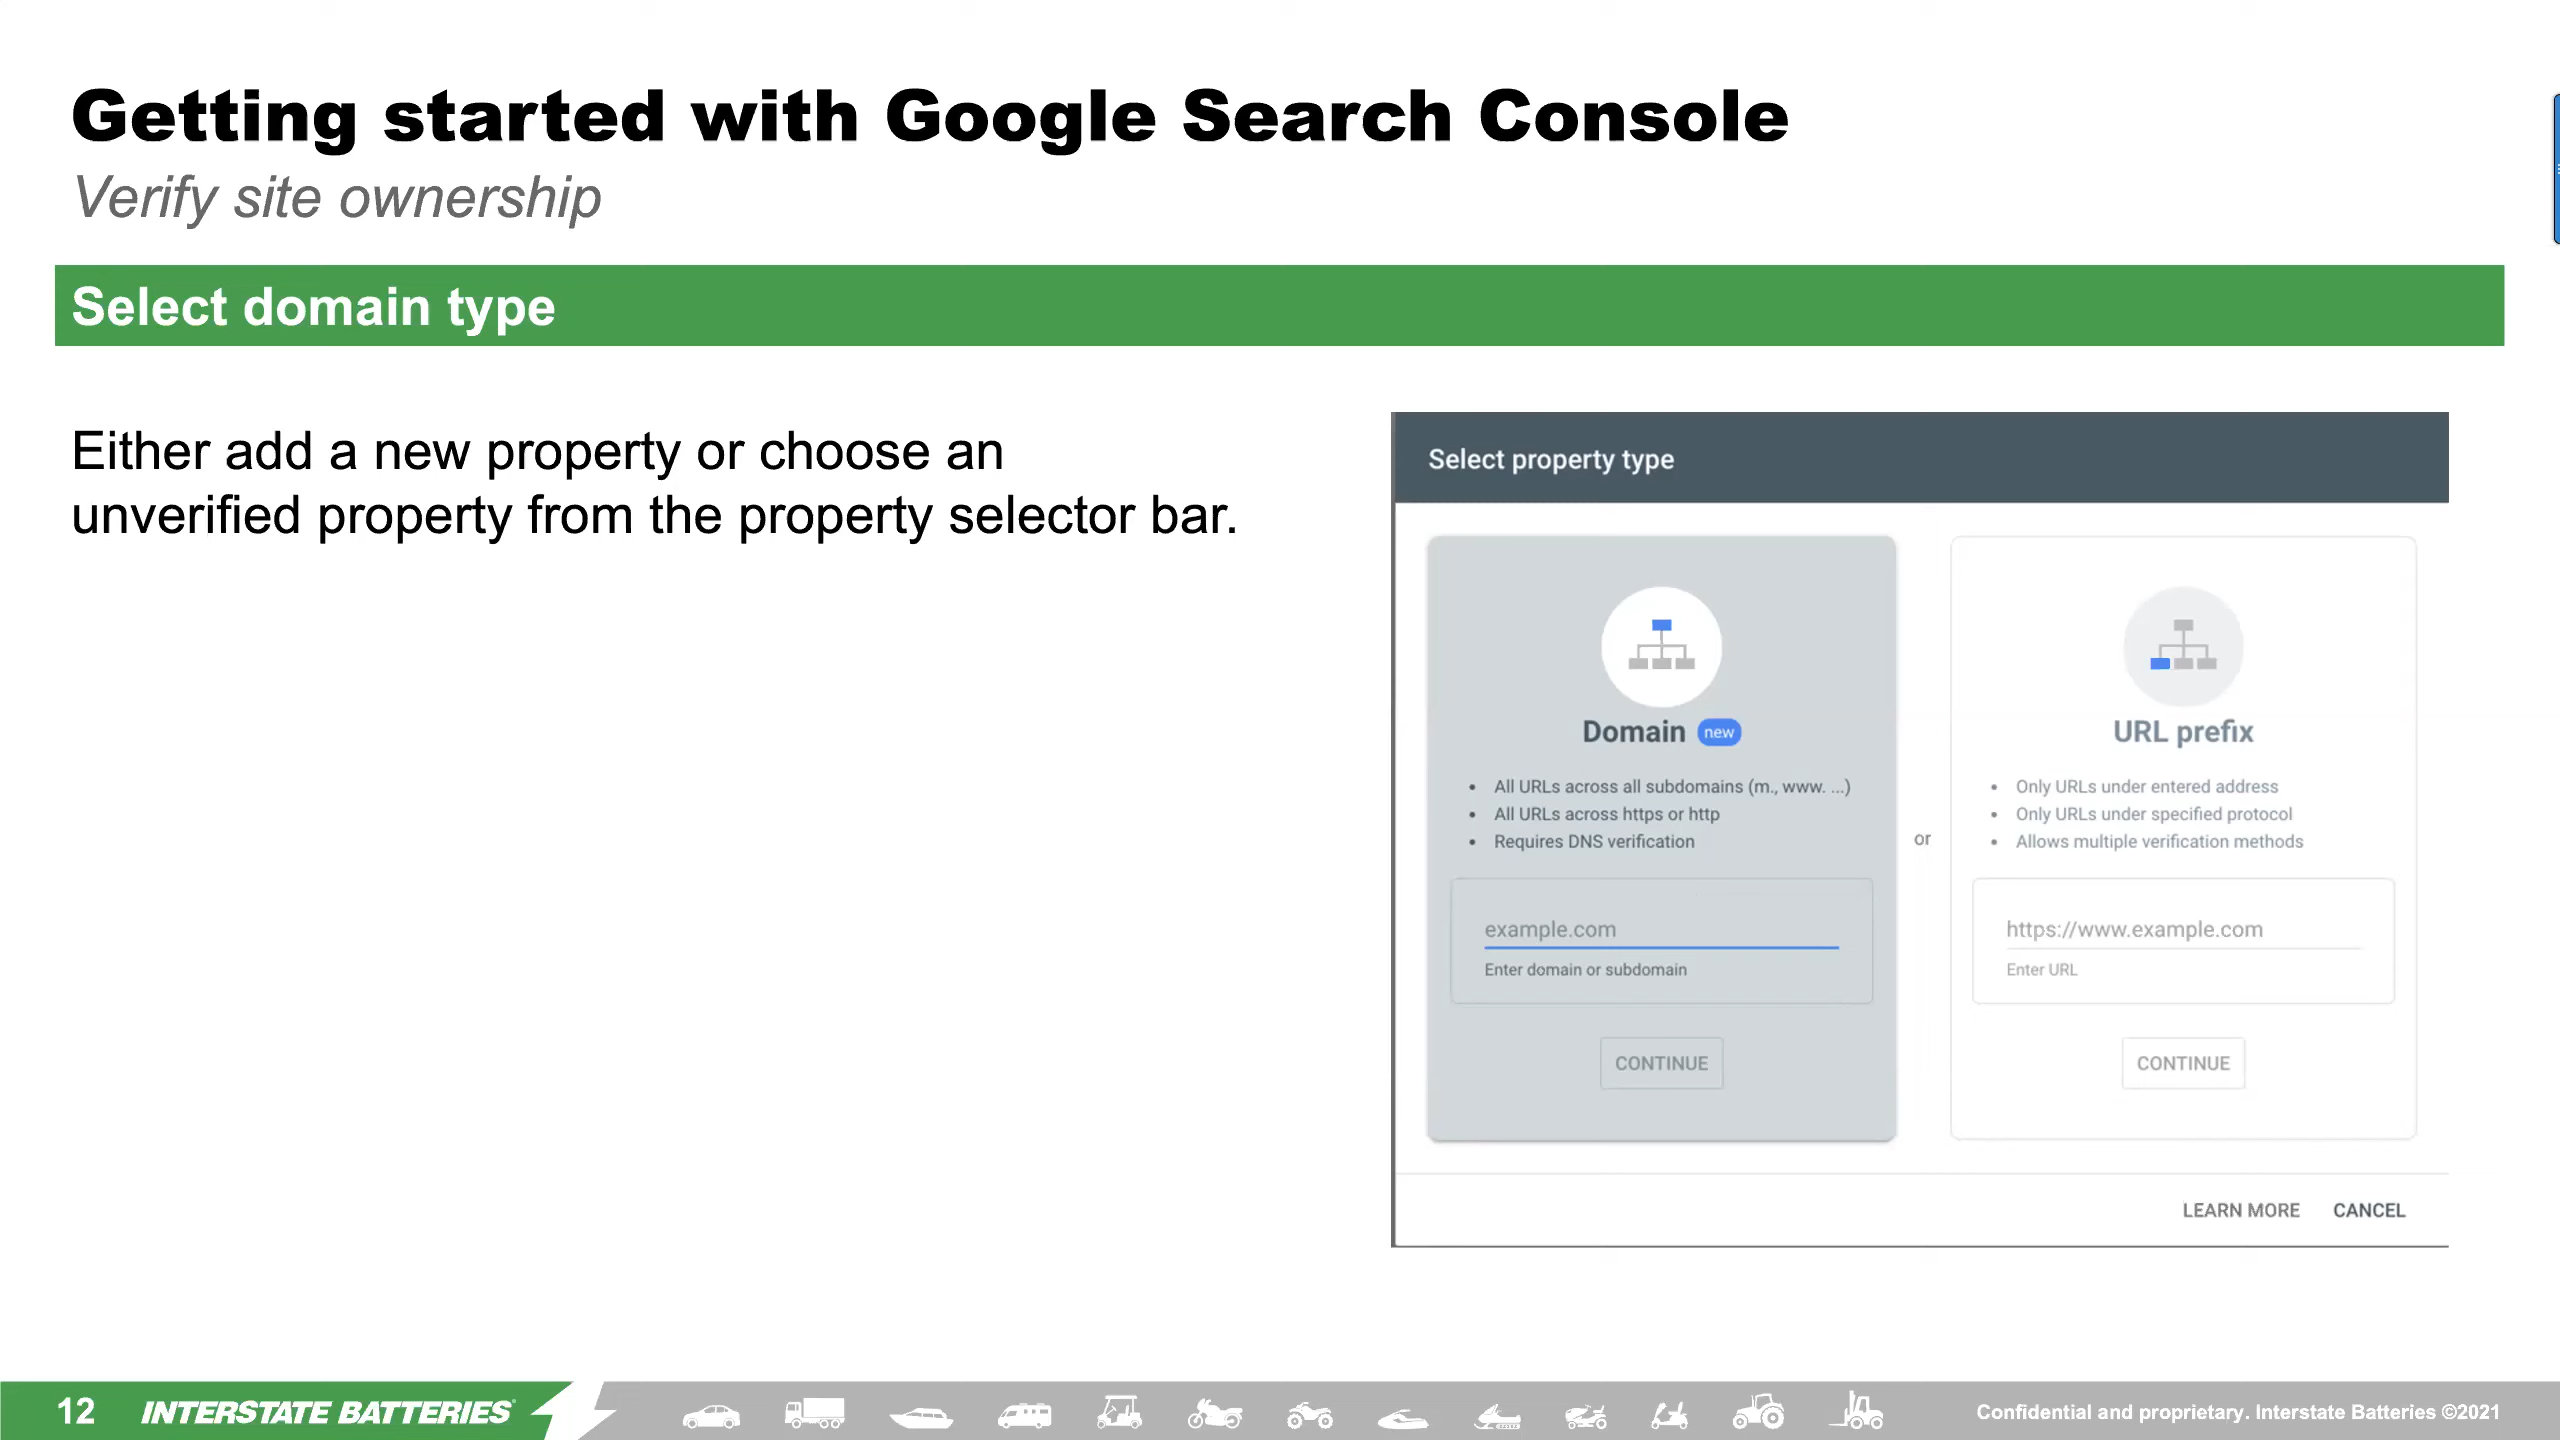 Getting started with Google Search Console
Verify site ownership
Select domain type
Either add a new property or choose an
unverified property from the property selector bar.
Select property type
Domain new
• All URLs across all subdomains (m., www. ...)
• All URLs across https or http
• Requires DNS verification
example.com
Enter domain or subdomain
CONTINUE
or
URL prefix
• Only URLs under entered address
• Only URLs under specified protocol
• Allows multiple verification methods
https://www.example.com
Enter URL
CONTINUE
LEARN MORE CANCEL
12 INTERSTATE BATTERIES
Confidential and proprietary. Interstate Batteries ©2021